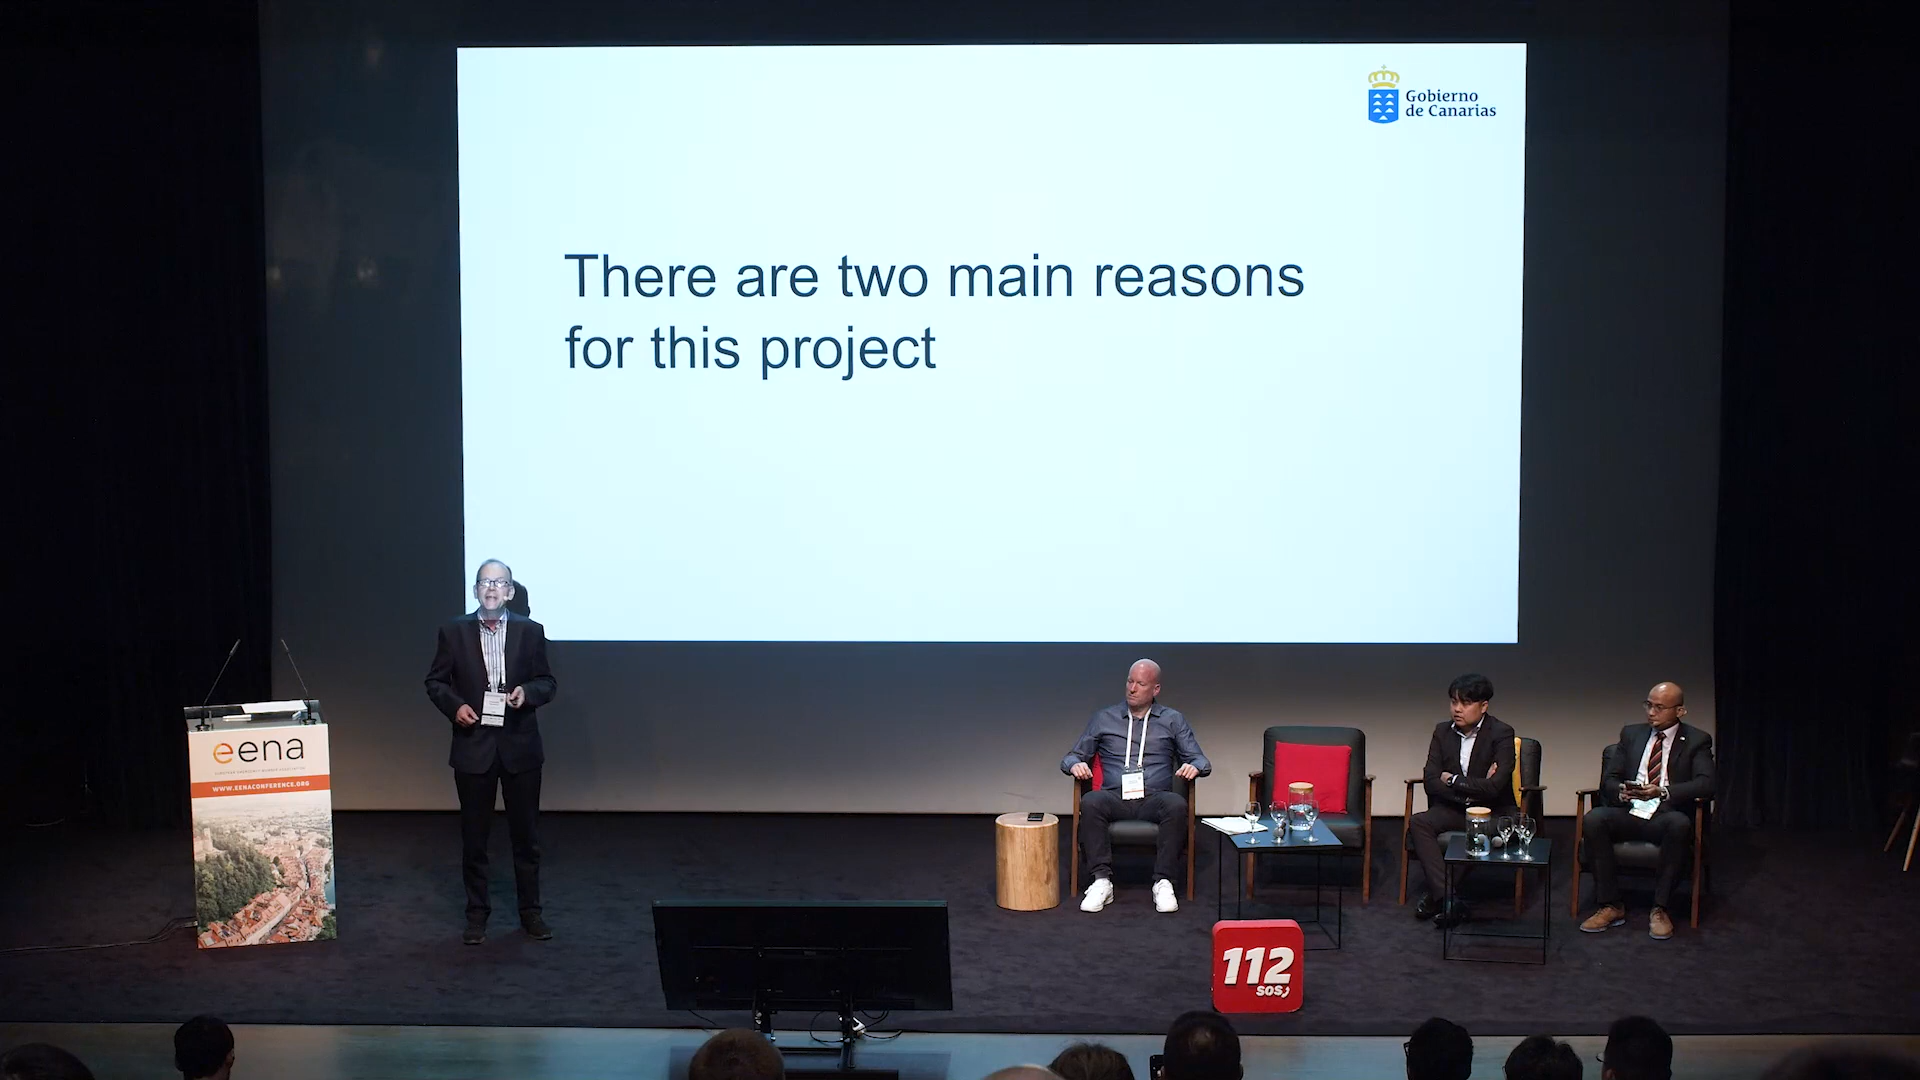 Gobierno
de Canarias
There are two main reasons
for this project
eena
WWW.EENACONFERENCE.ORG
112
SOS